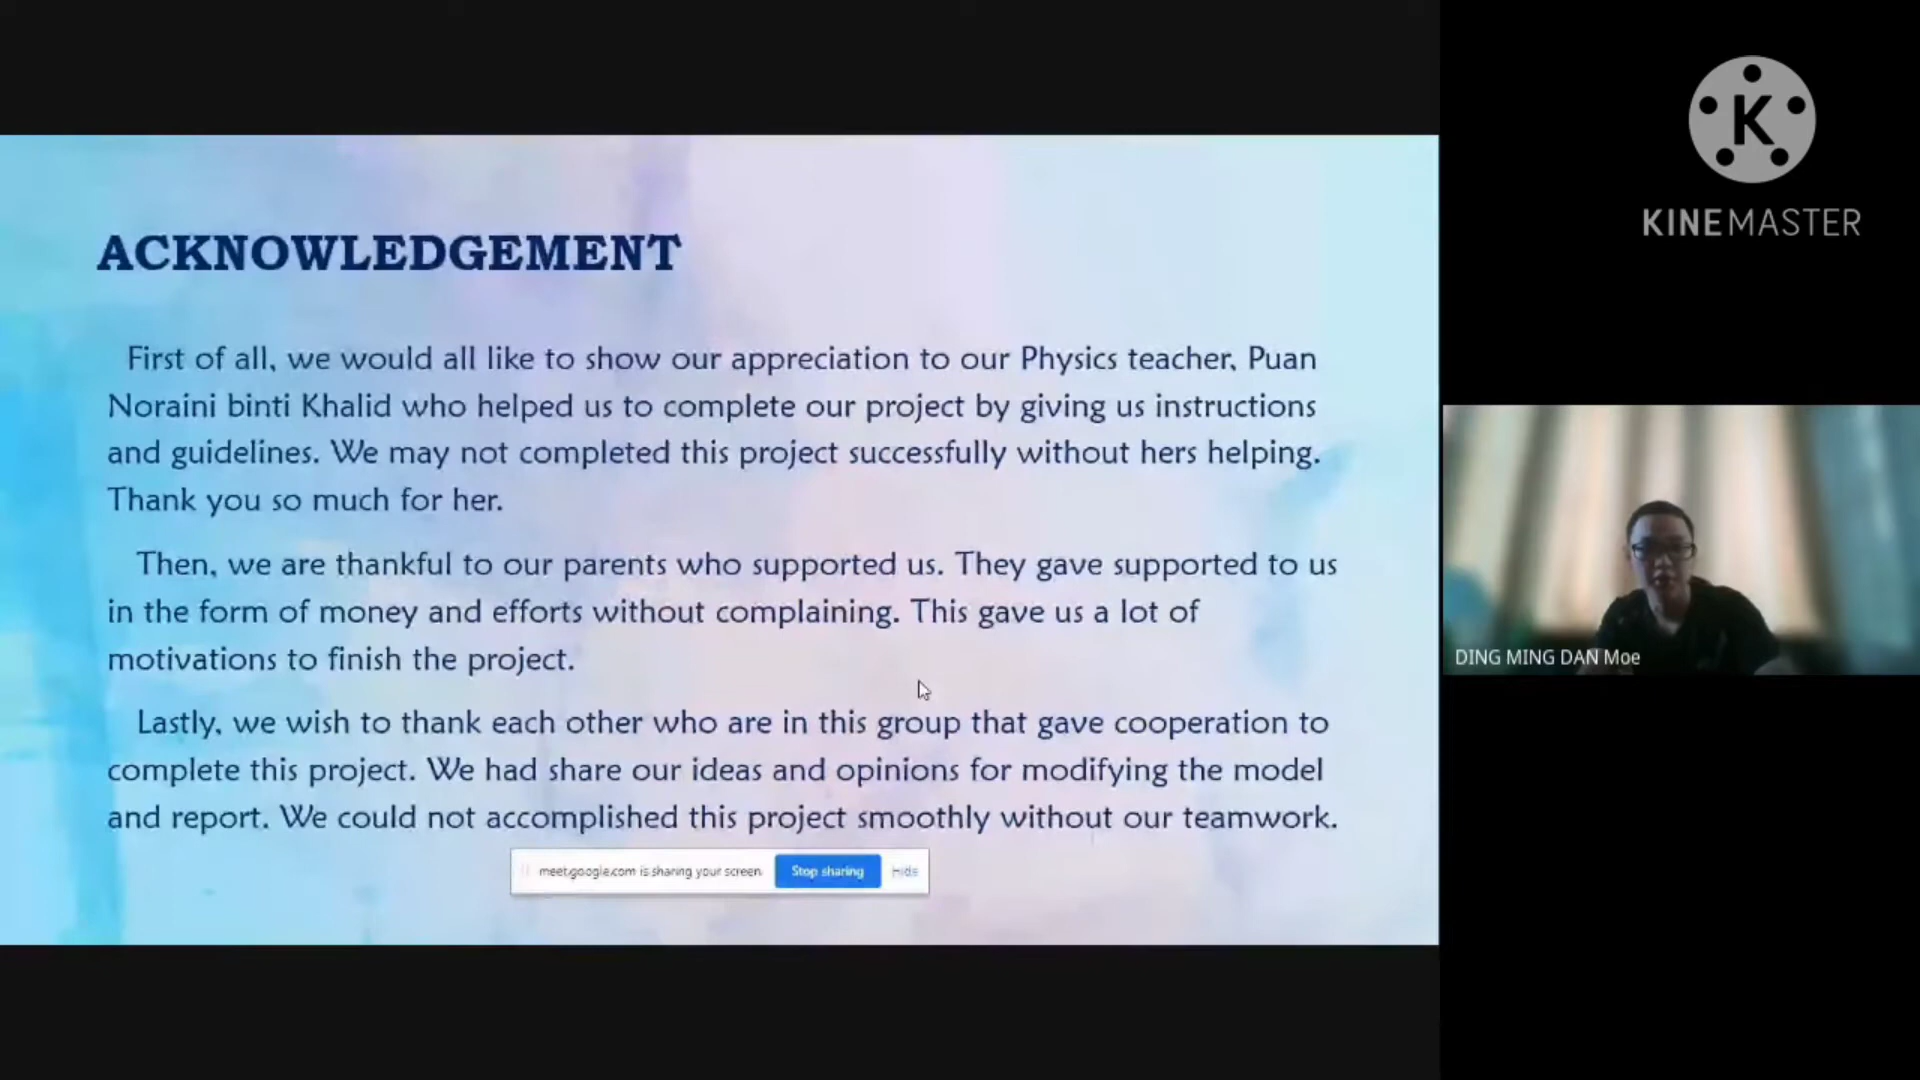 ACKNOWLEDGEMENT
First of all, we would all like to show our appreciation to our Physics teacher, Puan
Noraini binti Khalid who helped us to complete our project by giving us instructions
and guidelines. We may not completed this project successfully without hers helping.
Thank you so much for her.
Then, we are thankful to our parents who supported us. They gave supported to us
in the form of money and efforts without complaining. This gave us a lot of
motivations to finish the project.
Lastly, we wish to thank each other who are in this group that gave cooperation to
complete this project. We had share our ideas and opinions for modifying the model
and report. We could not accomplished this project smoothly without our teamwork.
meet.google.com is sharing your screen.
Stop sharing
Hide
K
KINEMASTER
DING MING DAN Moe